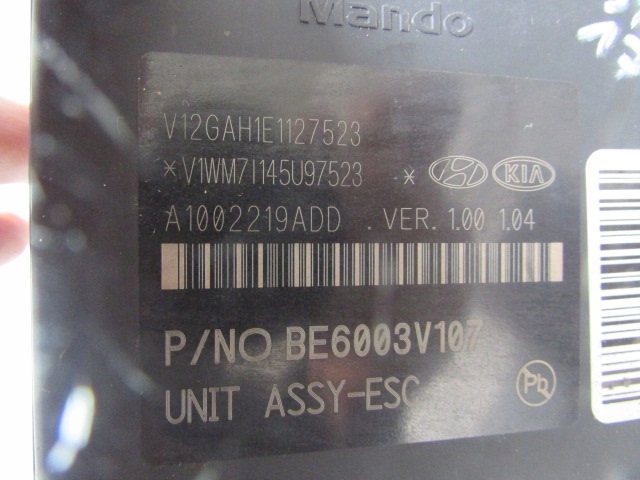 Mando
V12GAH1E1127523
*V1WM7I145U97523 * KIA
A1002219ADD . VER. 1.00 1.04
P/NO BE6003V107
UNIT ASSY-ESC
Pb